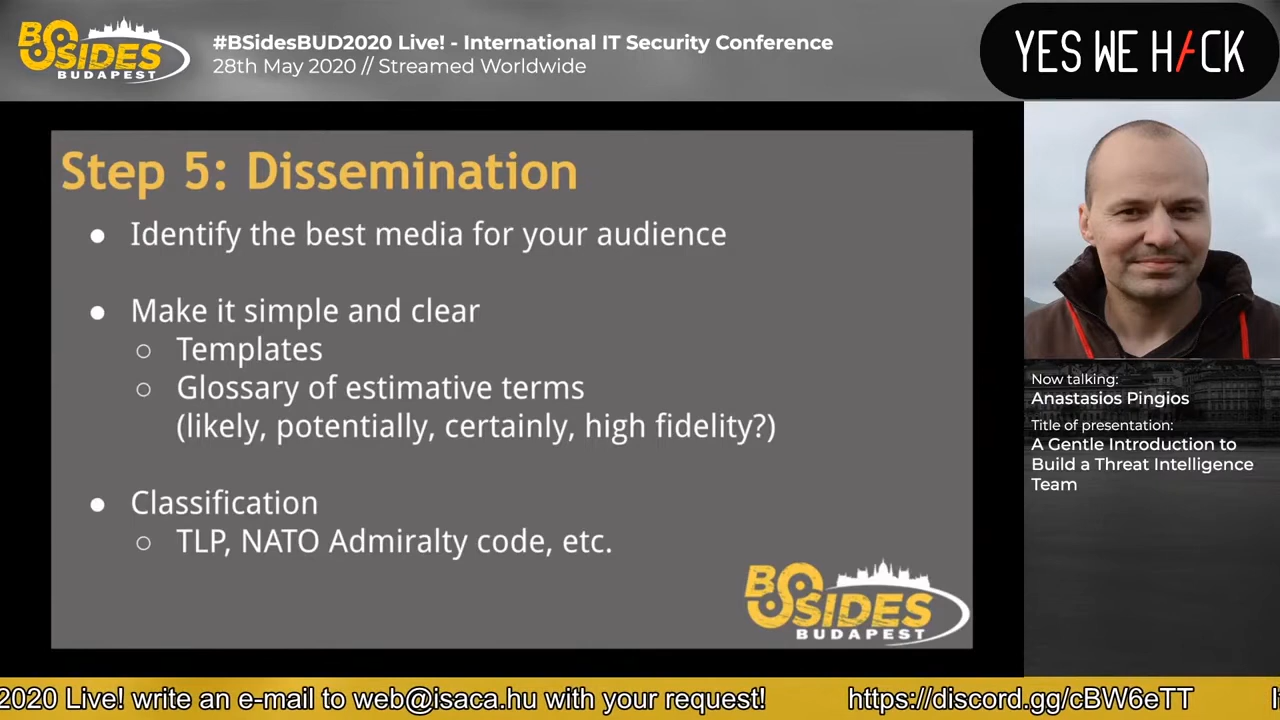 BSIDES
BUDAPEST
#BSidesBUD2020 Live! - International IT Security Conference
28th May 2020 // Streamed Worldwide
YES WE H/CK
Step 5: Dissemination
● Identify the best media for your audience
● Make it simple and clear
○ Templates
○ Glossary of estimative terms
(likely, potentially, certainly, high fidelity?)
● Classification
○ TLP, NATO Admiralty code, etc.
BSIDES
BUDAPEST
Now talking:
Anastasios Pingios
Title of presentation:
A Gentle Introduction to
Build a Threat Intelligence
Team
2020 Live! write an e-mail to web@isaca.hu with your request! https://discord.gg/cBW6eTT